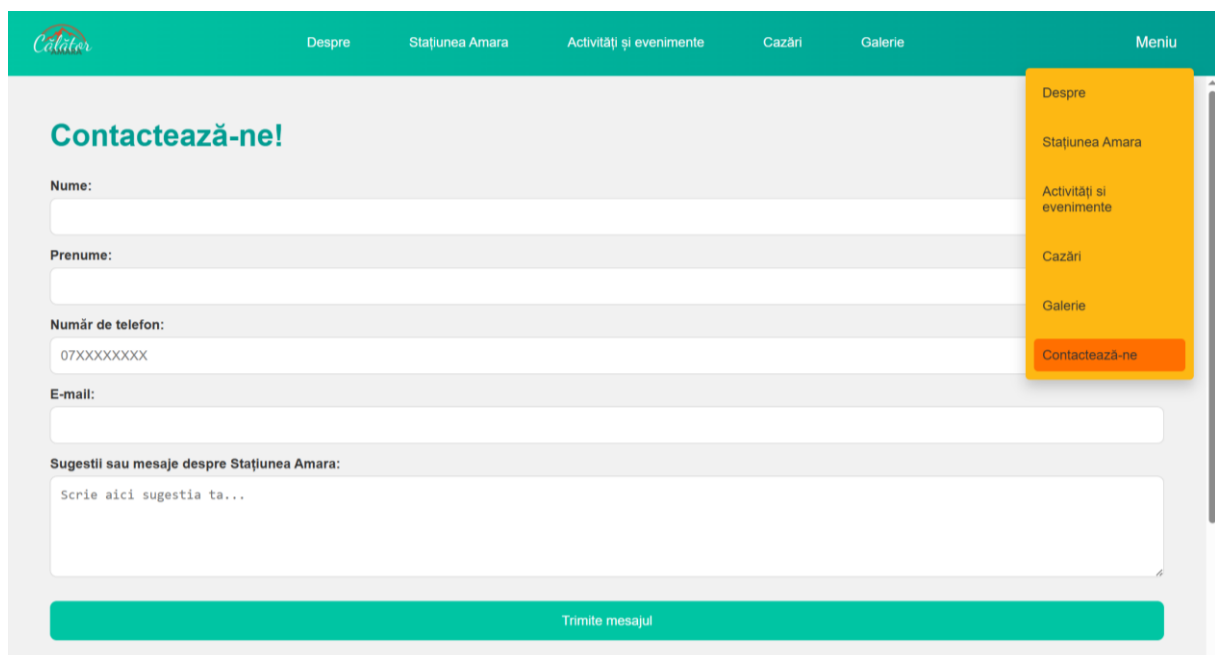 Călător
Despre
Stațiunea Amara
Activități și evenimente
Cazări
Galerie
Meniu
Despre
Stațiunea Amara
Activități si
evenimente
Cazări
Galerie
Contactează-ne
Contactează-ne!
Nume:
Prenume:
Număr de telefon:
07XXXXXXXX
E-mail:
Sugestii sau mesaje despre Stațiunea Amara:
Scrie aici sugestia ta...
Trimite mesajul